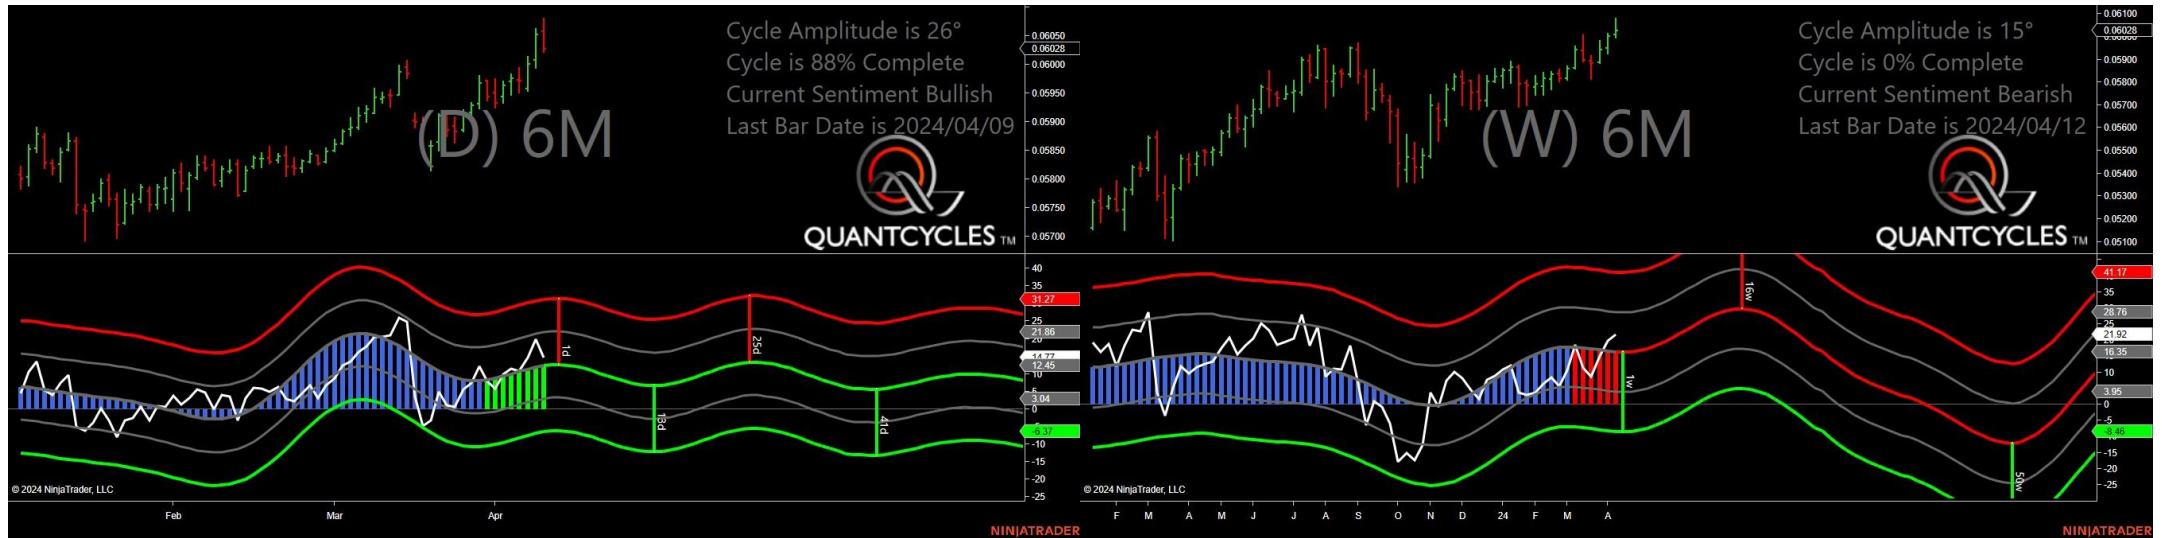 Cycle Amplitude is 26°
Cycle is 88% Complete
Current Sentiment Bullish
Last Bar Date is 2024/04/09
(D) 6M
QUANTCYCLES TM
0.06050
0.06028
0.06000
0.05950
0.05900
0.05850
0.05800
0.05750
0.05700
40
35
31.27
25
21.86
20
14.77
12.45
10
5
3.04
0
-6.37
-10
-15
-20
-25
1d
13d
25d
41d
© 2024 NinjaTrader, LLC
Feb Mar Apr
NINJATRADER
Cycle Amplitude is 15°
Cycle is 0% Complete
Current Sentiment Bearish
Last Bar Date is 2024/04/12
(W) 6M
QUANTCYCLES TM
0.06100
0.06028
0.05900
0.05800
0.05700
0.05600
0.05500
0.05400
0.05300
0.05200
0.05100
41.17
35
28.76
25
21.92
16.35
10
3.95
0
-8.46
-15
-20
-25
1w
16w
50w
© 2024 NinjaTrader, LLC
F M A M J J A S O N D 24 F M A
NINJATRADER